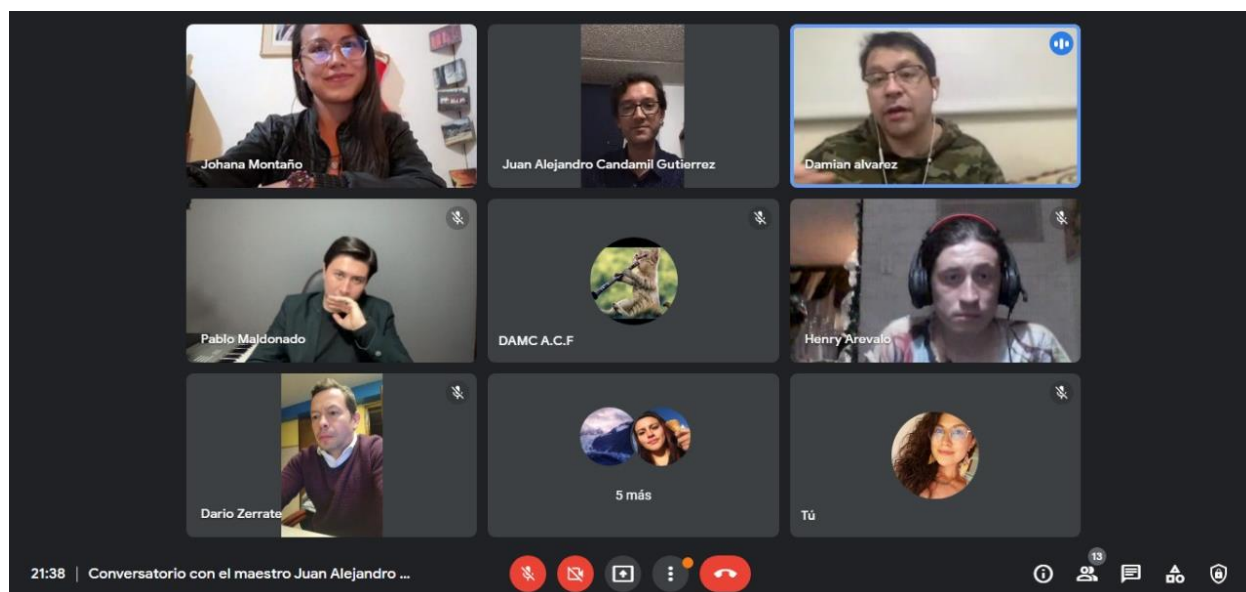 Johana Montaño
Juan Alejandro Candamil Gutierrez
Damian alvarez
Pablo Maldonado
DAMC A.C.F
Henry Arevalo
Dario Zerrate
5 más
Tú
21:38 | Conversatorio con el maestro Juan Alejandro ...
13